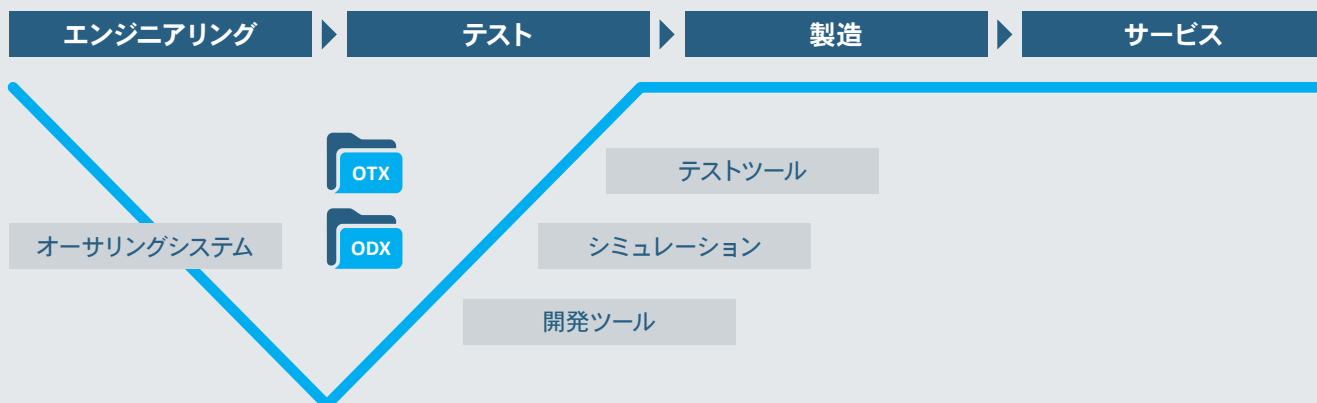 エンジニアリング
テスト
製造
サービス
OTX
テストツール
オーサリングシステム
ODX
シミュレーション
開発ツール